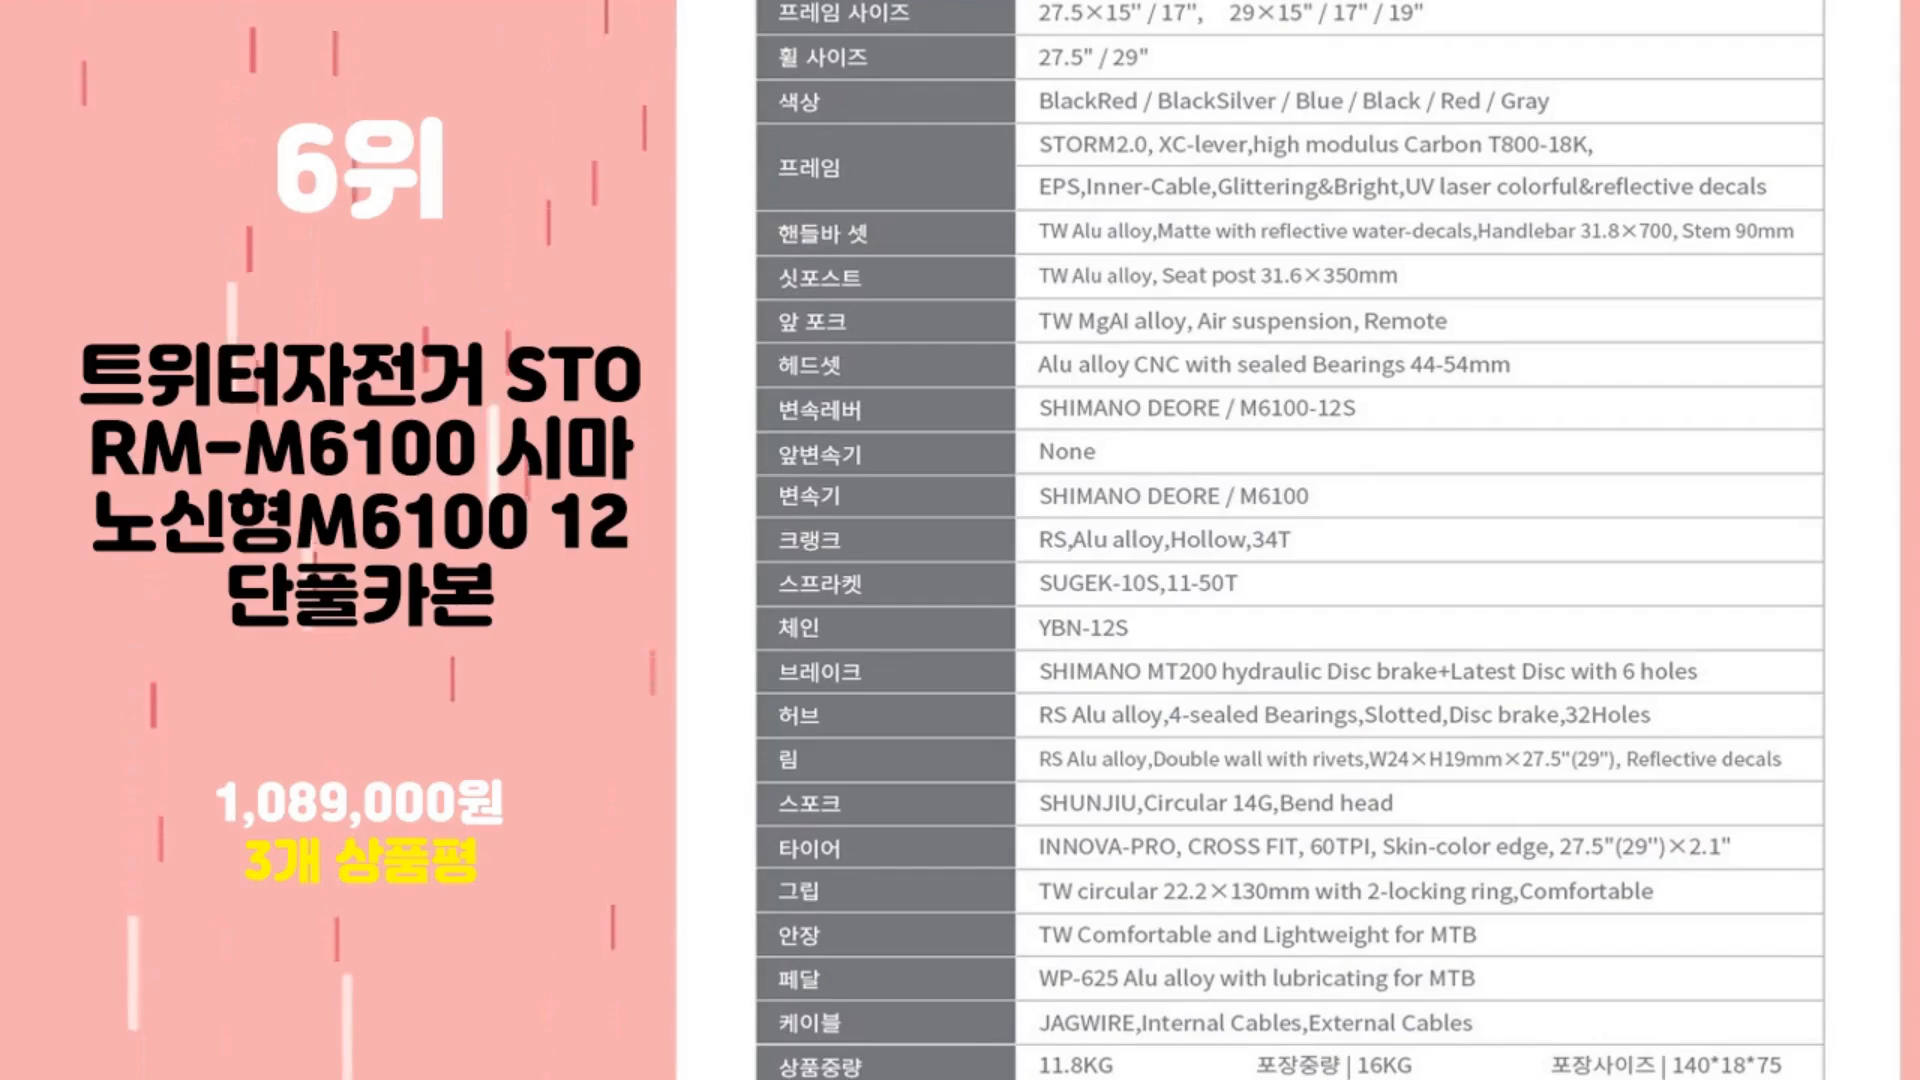 6위
트위터자전거 STO
RM-M6100 시마
노신형M6100 12
단풀카본
1,089,000원
3개 상품평
프레임 사이즈 27.5×15" / 17", 29×15" / 17" / 19"
휠 사이즈 27.5" / 29"
색상 BlackRed / BlackSilver / Blue / Black / Red / Gray
프레임 STORM2.0, XC-lever,high modulus Carbon T800-18K,
EPS,Inner-Cable,Glittering&Bright,UV laser colorful&reflective decals
핸들바 셋 TW Alu alloy,Matte with reflective water-decals,Handlebar 31.8×700, Stem 90mm
싯포스트 TW Alu alloy, Seat post 31.6×350mm
앞 포크 TW MgAI alloy, Air suspension, Remote
헤드셋 Alu alloy CNC with sealed Bearings 44-54mm
변속레버 SHIMANO DEORE / M6100-12S
앞변속기 None
변속기 SHIMANO DEORE / M6100
크랭크 RS,Alu alloy,Hollow,34T
스프라켓 SUGEK-10S,11-50T
체인 YBN-12S
브레이크 SHIMANO MT200 hydraulic Disc brake+Latest Disc with 6 holes
허브 RS Alu alloy,4-sealed Bearings,Slotted,Disc brake,32Holes
림 RS Alu alloy,Double wall with rivets,W24×H19mm×27.5"(29"), Reflective decals
스포크 SHUNJIU,Circular 14G,Bend head
타이어 INNOVA-PRO, CROSS FIT, 60TPI, Skin-color edge, 27.5"(29")×2.1"
그립 TW circular 22.2×130mm with 2-locking ring,Comfortable
안장 TW Comfortable and Lightweight for MTB
페달 WP-625 Alu alloy with lubricating for MTB
케이블 JAGWIRE,Internal Cables,External Cables
상품중량 11.8KG 포장중량 | 16KG 포장사이즈 | 140*18*75